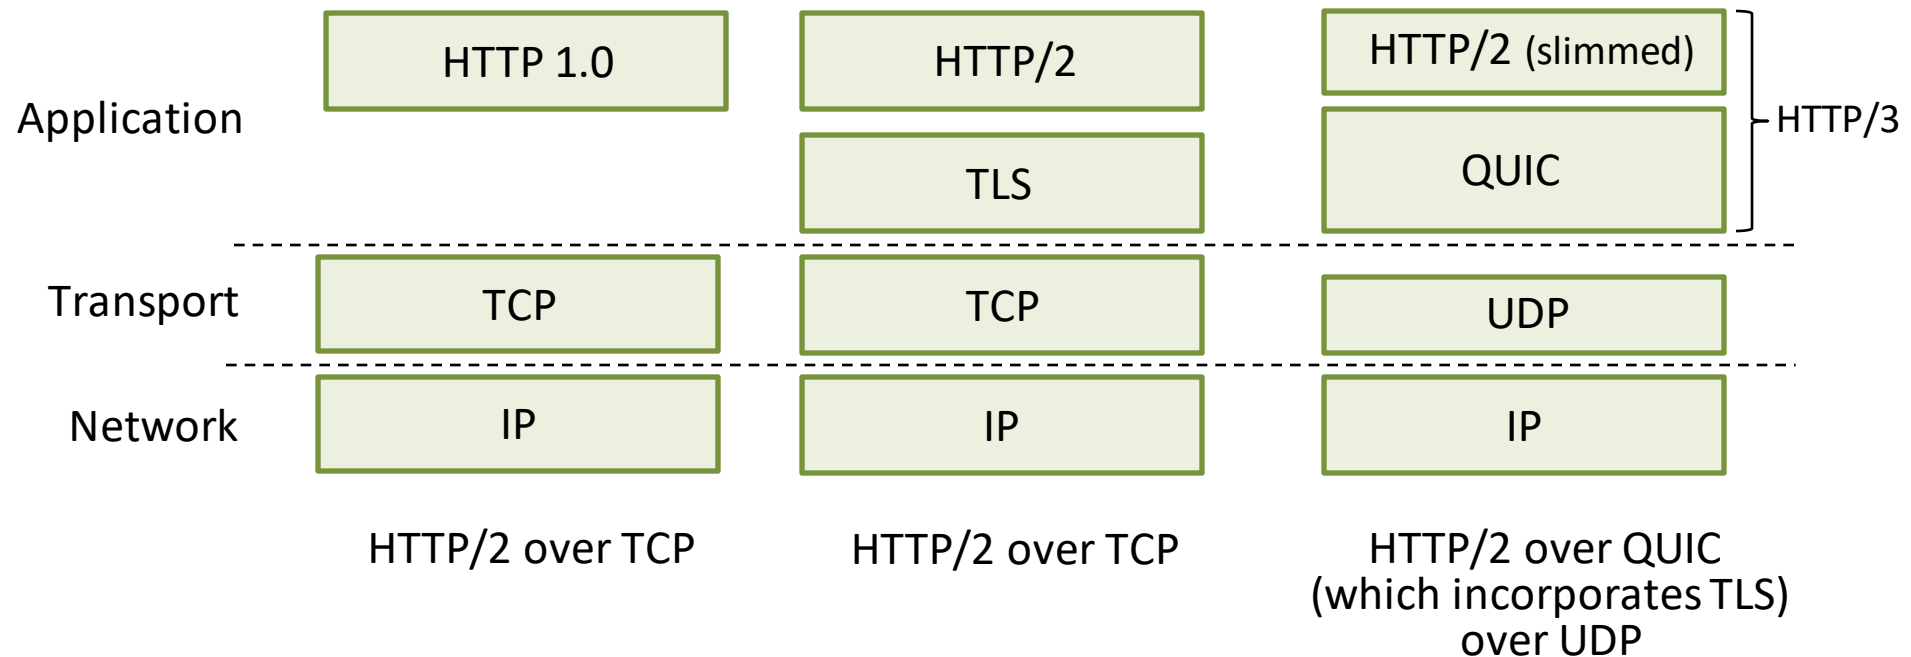 HTTP 1.0
HTTP/2
HTTP/2 (slimmed)
Application
HTTP/3
TLS
QUIC
Transport
TCP
TCP
UDP
Network
IP
IP
IP
HTTP/2 over TCP
HTTP/2 over TCP
HTTP/2 over QUIC
(which incorporates TLS)
over UDP